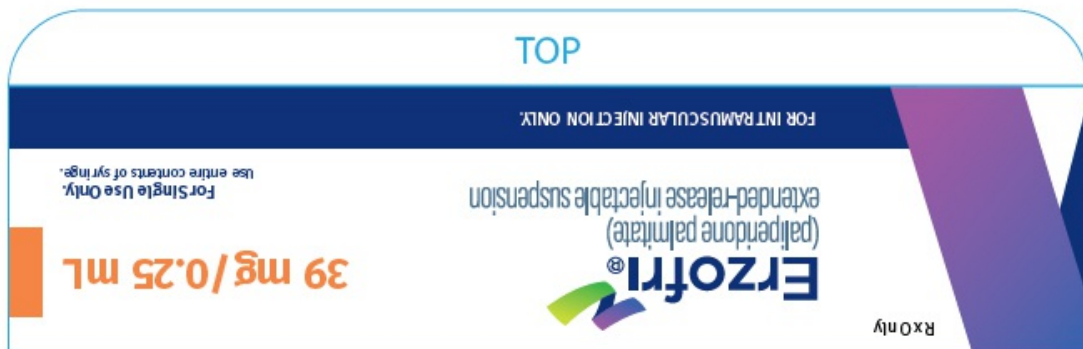 TOP
Rx Only
Erzofri®
(paliperidone palmitate)
extended-release injectable suspension
39 mg/0.25 mL
For Single Use Only.
Use entire contents of syringe.
FOR INTRAMUSCULAR INJECTION ONLY.